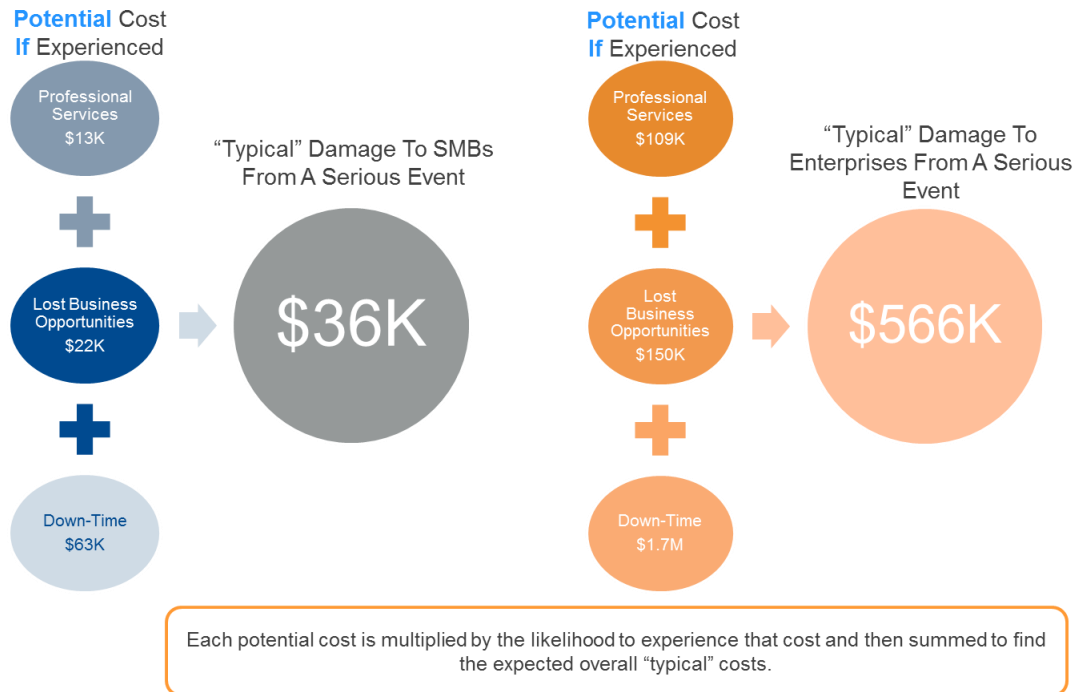 Potential Cost
If Experienced
Professional
Services
$13K
Lost Business
Opportunities
$22K
Down-Time
$63K
“Typical” Damage To SMBs
From A Serious Event
$36K
Potential Cost
If Experienced
Professional
Services
$109K
Lost
Business
Opportunities
$150K
Down-Time
$1.7M
“Typical” Damage To
Enterprises From A Serious
Event
$566K
Each potential cost is multiplied by the likelihood to experience that cost and then summed to find
the expected overall “typical” costs.